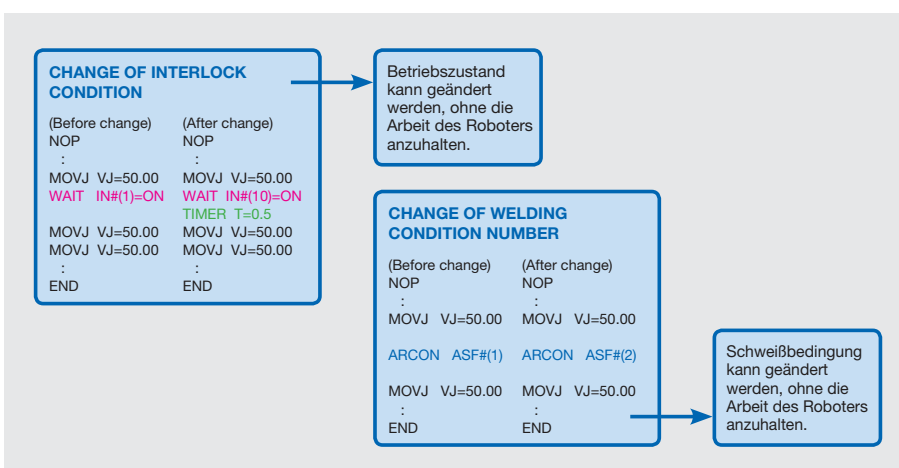 CHANGE OF INTERLOCK
CONDITION
(Before change) (After change)
NOP NOP
: :
MOVJ VJ=50.00 MOVJ VJ=50.00
WAIT IN#(1)=ON WAIT IN#(10)=ON
TIMER T=0.5
MOVJ VJ=50.00 MOVJ VJ=50.00
MOVJ VJ=50.00 MOVJ VJ=50.00
: :
END END
Betriebszustand
kann geändert
werden, ohne die
Arbeit des Roboters
anzuhalten.
CHANGE OF WELDING
CONDITION NUMBER
(Before change) (After change)
NOP NOP
: :
MOVJ VJ=50.00 MOVJ VJ=50.00
ARCON ASF#(1) ARCON ASF#(2)
MOVJ VJ=50.00 MOVJ VJ=50.00
: :
END END
Schweißbedingung
kann geändert
werden, ohne die
Arbeit des Roboters
anzuhalten.